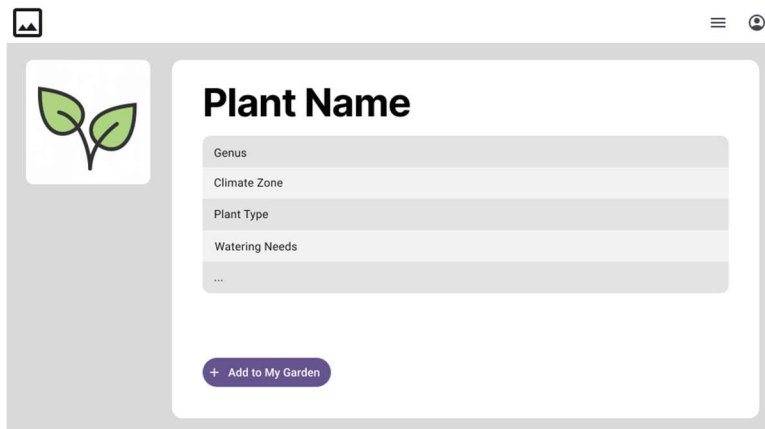 Plant Name
Genus
Climate Zone
Plant Type
Watering Needs
...
+ Add to My Garden